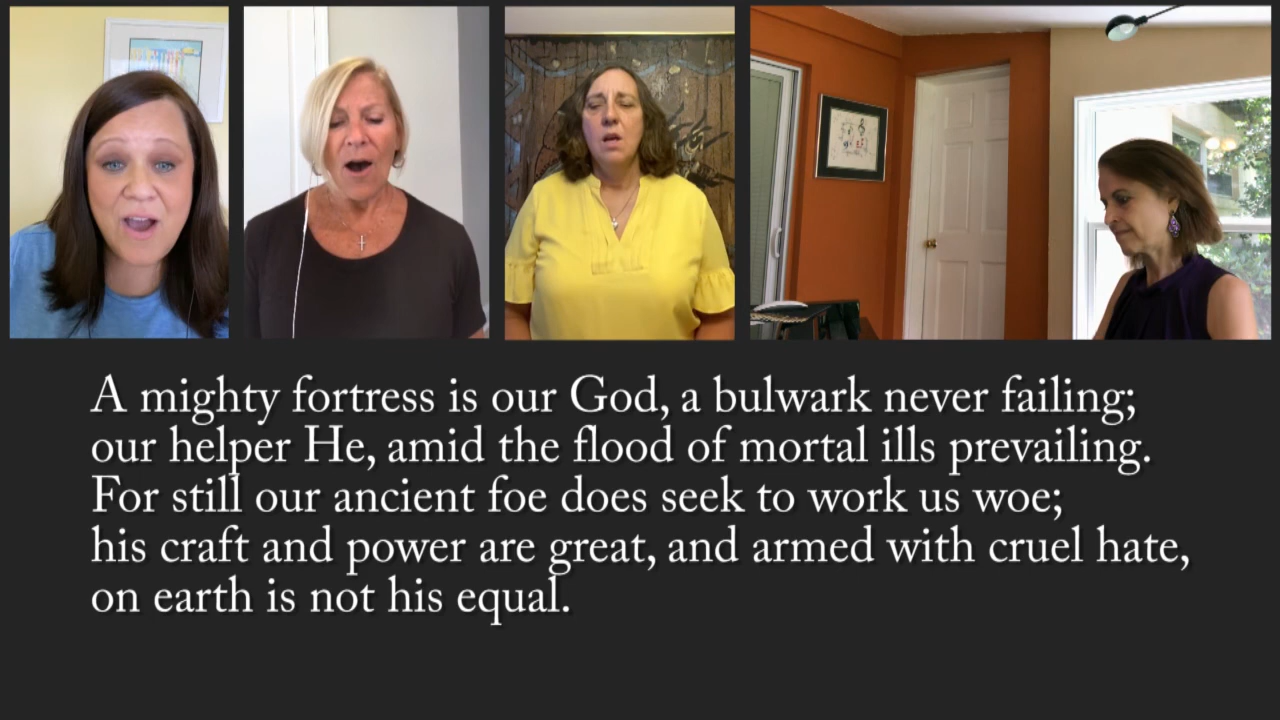 A mighty fortress is our God, a bulwark never failing;
our helper He, amid the flood of mortal ills prevailing.
For still our ancient foe does seek to work us woe;
his craft and power are great, and armed with cruel hate,
on earth is not his equal.